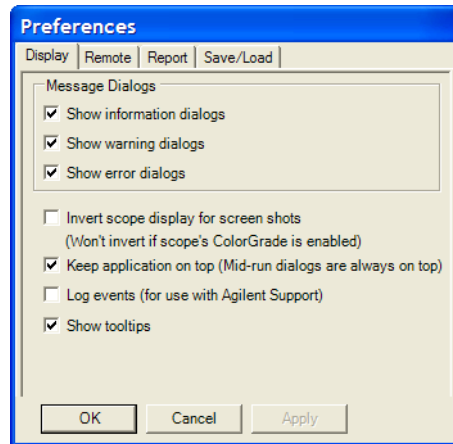 Preferences
Display Remote Report Save/Load
Message Dialogs
Show information dialogs
Show warning dialogs
Show error dialogs
Invert scope display for screen shots
(Won't invert if scope's ColorGrade is enabled)
Keep application on top (Mid-run dialogs are always on top)
Log events (for use with Agilent Support)
Show tooltips
OK Cancel Apply